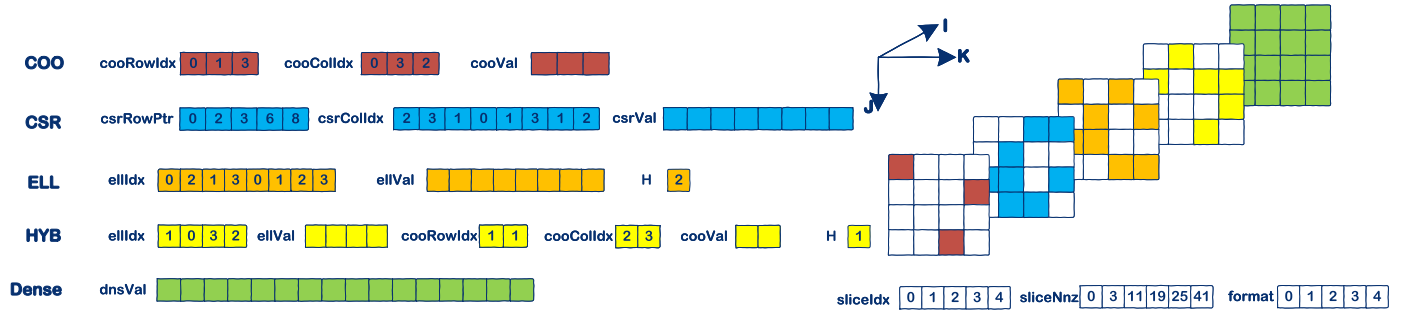 I
K
J
COO cooRowIdx 0 1 3 cooColIdx 0 3 2 cooVal
CSR csrRowPtr 0 2 3 6 8 csrColIdx 2 3 1 0 1 3 1 2 csrVal
ELL ellIdx 0 2 1 3 0 1 2 3 ellVal H 2
HYB ellIdx 1 0 3 2 ellVal cooRowIdx 1 1 cooColIdx 2 3 cooVal H 1
Dense dnsVal
sliceIdx 0 1 2 3 4 sliceNnz 0 3 11 19 25 41 format 0 1 2 3 4